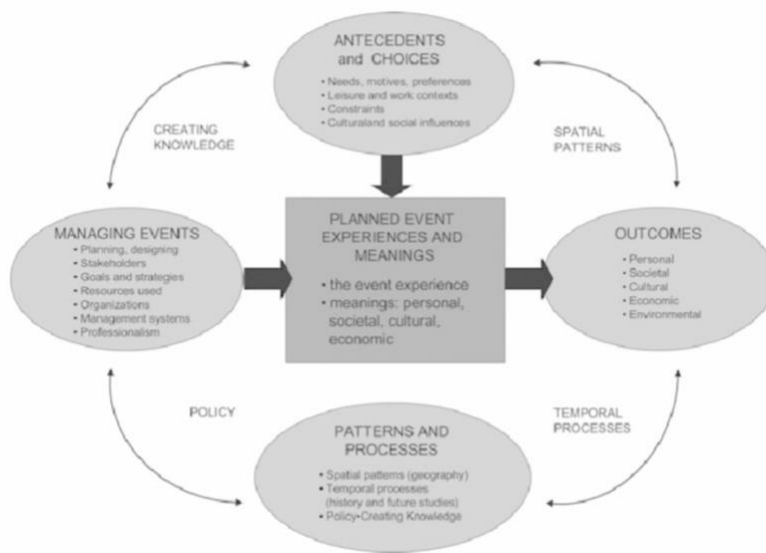 ANTECEDENTS
and CHOICES
• Needs, motives, preferences
• Leisure and work contexts
• Constraints
• Culturaland social influences
CREATING
KNOWLEDGE
SPATIAL
PATTERNS
MANAGING EVENTS
• Planning, designing
• Stakeholders
• Goals and strategies
• Resources used
• Organizations
• Management systems
• Professionalism
PLANNED EVENT
EXPERIENCES AND
MEANINGS
• the event experience
• meanings: personal,
societal, cultural,
economic
OUTCOMES
• Personal
• Societal
• Cultural
• Economic
• Environmental
POLICY
TEMPORAL
PROCESSES
PATTERNS AND
PROCESSES
• Spatial patterns (geography)
• Temporal processes
(history and future studies)
• Policy-Creating Knowledge